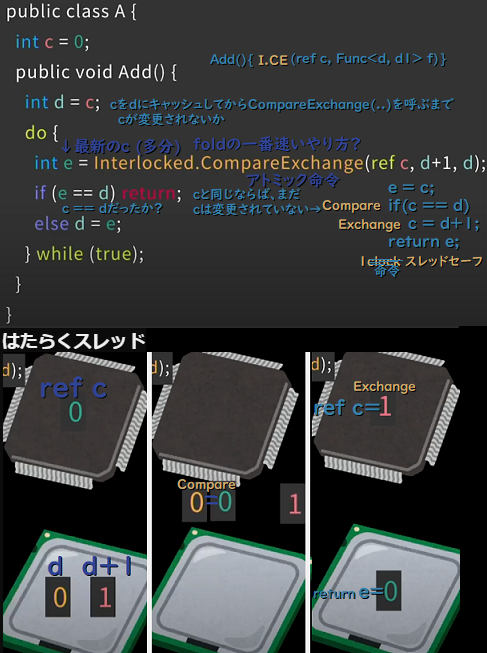 public class A {
int c = 0;
Add(){ I.CE (ref c, Func<d, d1> f)}
public void Add() {
int d = c; cをdにキャッシュしてからCompareExchange(..)を呼ぶまで
cが変更されないか
do {
↓最新のc (多分) foldの一番速いやり方?
int e = Interlocked.CompareExchange(ref c, d+1, d);
アトミック命令
if (e == d) return; cと同じならば、まだ
c == dだったか? cは変更されていない→
else d = e;
} while (true);
}
}
e = c;
Compare if(c == d)
Exchange c = d+1;
return e;
1clock スレッドセーフ
命令
はたらくスレッド
d);
ref c
0
d d+1
0 1
d);
Compare
0=0 1
d);
Exchange
ref c=1
return e=0